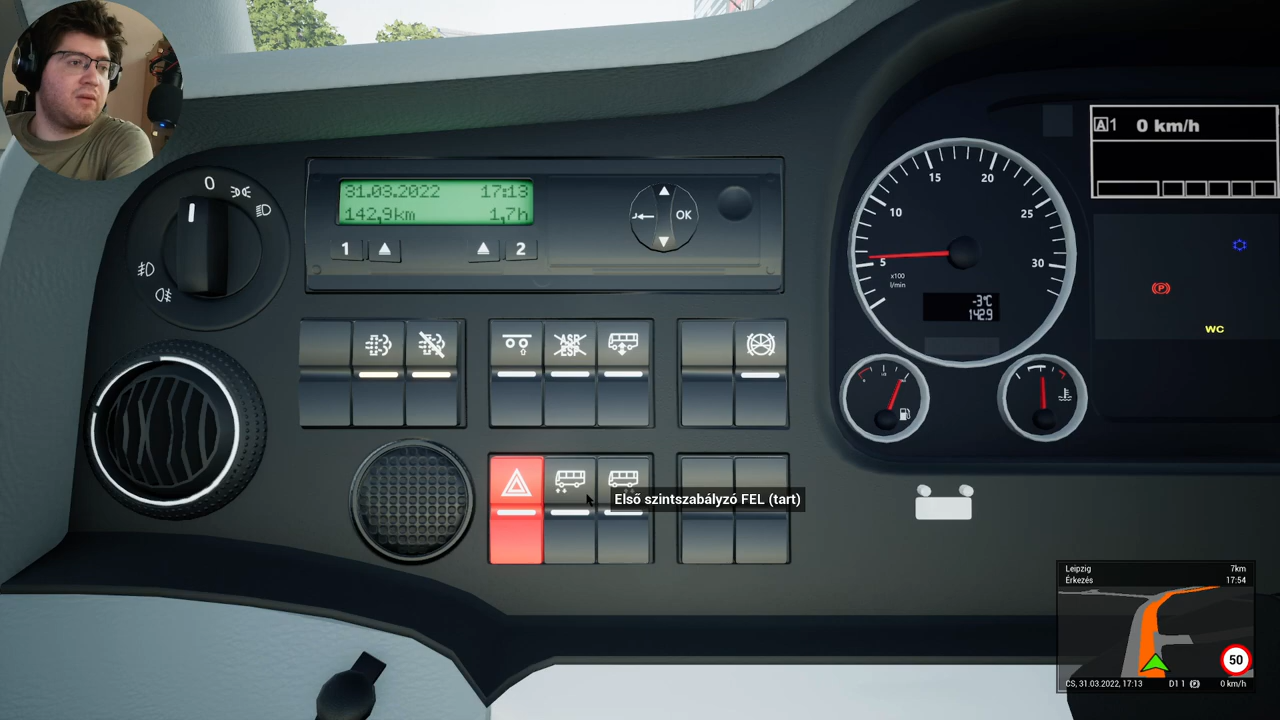 A1 0 km/h
0
31.03.2022 17:13
142,9km 1,7h
OK
1
2
15
20
10
25
5
30
x100
l/min
-3°C
142.9
(P)
WC
ASR
ESP
Első szintszabályzó FEL (tart)
Leipzig 7km
Érkezés 17:54
50
CS, 31.03.2022, 17:13 D1 1 (P) 0 km/h